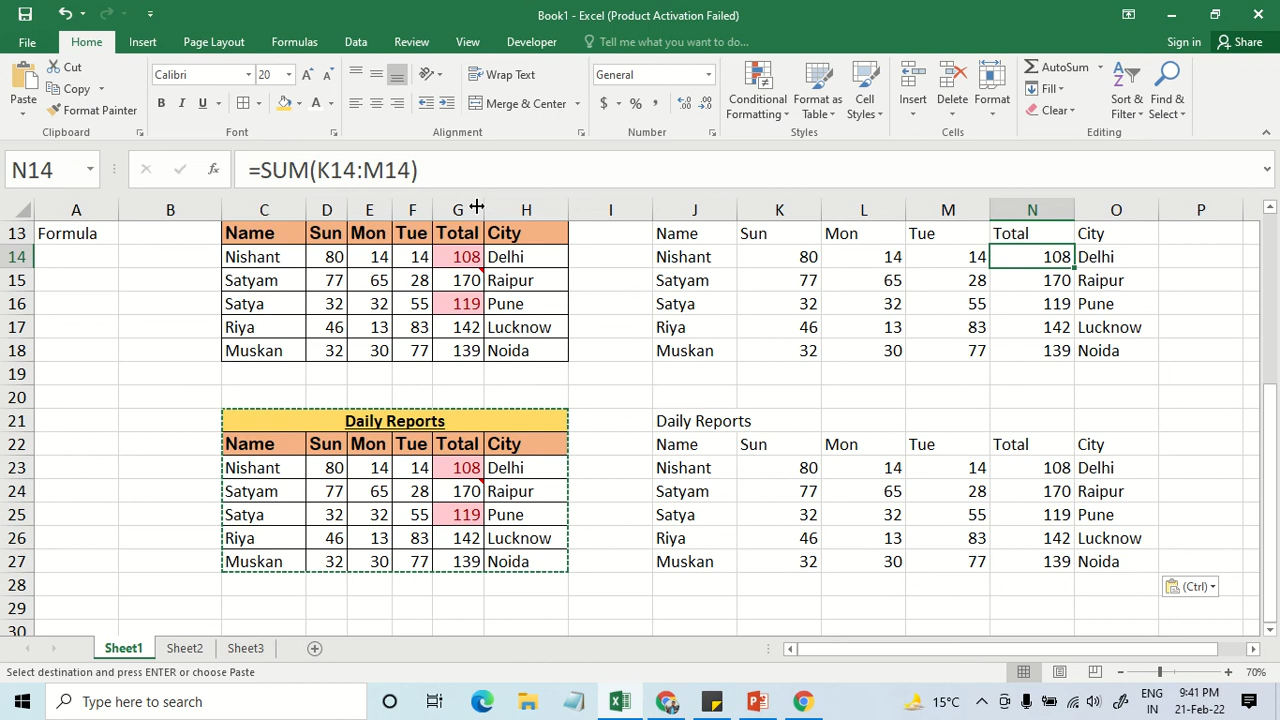 Book1 - Excel (Product Activation Failed)
File Home Insert Page Layout Formulas Data Review View Developer Tell me what you want to do... Sign in Share
Paste
Cut
Copy
Format Painter
Clipboard
Calibri 20
B I U A
Font
Wrap Text
Merge & Center
Alignment
General
$ % ,
Number
Conditional Formatting
Format as Table
Cell Styles
Styles
Insert Delete Format
Cells
AutoSum
Fill
Clear
Sort & Filter
Find & Select
Editing
N14 fx =SUM(K14:M14)
A B C D E F G H I J K L M N O P
13 Formula Name Sun Mon Tue Total City Name Sun Mon Tue Total City
14 Nishant 80 14 14 108 Delhi Nishant 80 14 14 108 Delhi
15 Satyam 77 65 28 170 Raipur Satyam 77 65 28 170 Raipur
16 Satya 32 32 55 119 Pune Satya 32 32 55 119 Pune
17 Riya 46 13 83 142 Lucknow Riya 46 13 83 142 Lucknow
18 Muskan 32 30 77 139 Noida Muskan 32 30 77 139 Noida
19
20
21 Daily Reports Daily Reports
22 Name Sun Mon Tue Total City Name Sun Mon Tue Total City
23 Nishant 80 14 14 108 Delhi Nishant 80 14 14 108 Delhi
24 Satyam 77 65 28 170 Raipur Satyam 77 65 28 170 Raipur
25 Satya 32 32 55 119 Pune Satya 32 32 55 119 Pune
26 Riya 46 13 83 142 Lucknow Riya 46 13 83 142 Lucknow
27 Muskan 32 30 77 139 Noida Muskan 32 30 77 139 Noida
28 (Ctrl)
29
30
Sheet1 Sheet2 Sheet3
Select destination and press ENTER or choose Paste 70%
Type here to search 15°C ENG IN 9:41 PM 21-Feb-22